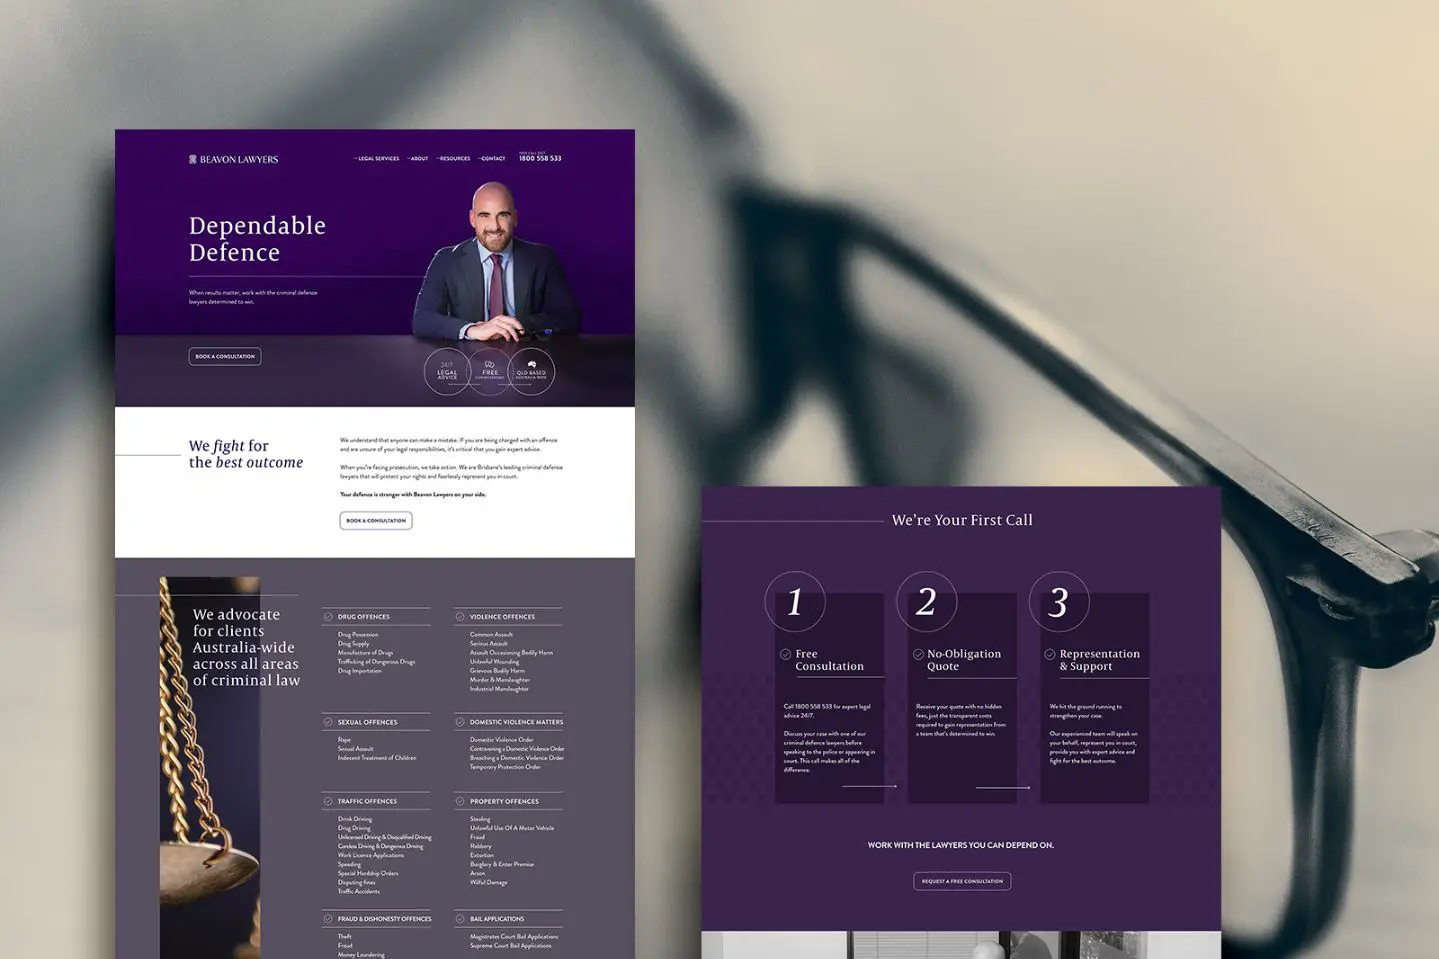 BEAVON LAWYERS
LEGAL SERVICES
ABOUT
RESOURCES
CONTACT
1800 558 533
Dependable
Defence
When results matter, work with the criminal defence
lawyers determined to win.
BOOK A CONSULTATION
24/7
LEGAL
ADVICE
FREE
CONSULTATIONS
QLD BASED
AUSTRALIA WIDE
We fight for
the best outcome
We understand that anyone can make a mistake. If you are being charged with an offence
and are unsure of your legal responsibilities, it's critical that you gain expert advice.
When you're facing prosecution, we take action. We are Brisbane's leading criminal defence
lawyers that will protect your rights and fearlessly represent you in court.
Your defence is stronger with Beavon Lawyers on your side.
BOOK A CONSULTATION
We advocate
for clients
Australia-wide
across all areas
of criminal law
DRUG OFFENCES
Drug Possession
Drug Supply
Manufacture of Drugs
Trafficking of Dangerous Drugs
Drug Importation
VIOLENCE OFFENCES
Common Assault
Serious Assault
Assault Occasioning Bodily Harm
Unlawful Wounding
Grievous Bodily Harm
Murder & Manslaughter
Industrial Manslaughter
SEXUAL OFFENCES
Rape
Sexual Assault
Indecent Treatment of Children
DOMESTIC VIOLENCE MATTERS
Domestic Violence Order
Contravening a Domestic Violence Order
Breaching a Domestic Violence Order
Temporary Protection Order
TRAFFIC OFFENCES
Drink Driving
Drug Driving
Unlicensed Driving & Disqualified Driving
Careless Driving & Dangerous Driving
Work Licence Applications
Speeding
Special Hardship Orders
Disputing fines
Traffic Accidents
PROPERTY OFFENCES
Stealing
Unlawful Use Of A Motor Vehicle
Fraud
Robbery
Extortion
Burglary & Enter Premise
Arson
Wilful Damage
FRAUD & DISHONESTY OFFENCES
Theft
Fraud
Money Laundering
BAIL APPLICATIONS
Magistrates Court Bail Applications
Supreme Court Bail Applications
We're Your First Call
1
Free
Consultation
Call 1800 558 533 for expert legal
advice 24/7.
Discuss your case with one of our
criminal defence lawyers before
speaking to the police or appearing in
court. This call makes all of the
difference.
2
No-Obligation
Quote
Receive your quote with no hidden
fees, just the transparent costs
required to gain representation from
a team that's determined to win.
3
Representation
& Support
We hit the ground running to
strengthen your case.
Our experienced team will speak on
your behalf, represent you in court,
provide you with expert advice and
fight for the best outcome.
WORK WITH THE LAWYERS YOU CAN DEPEND ON.
REQUEST A FREE CONSULTATION